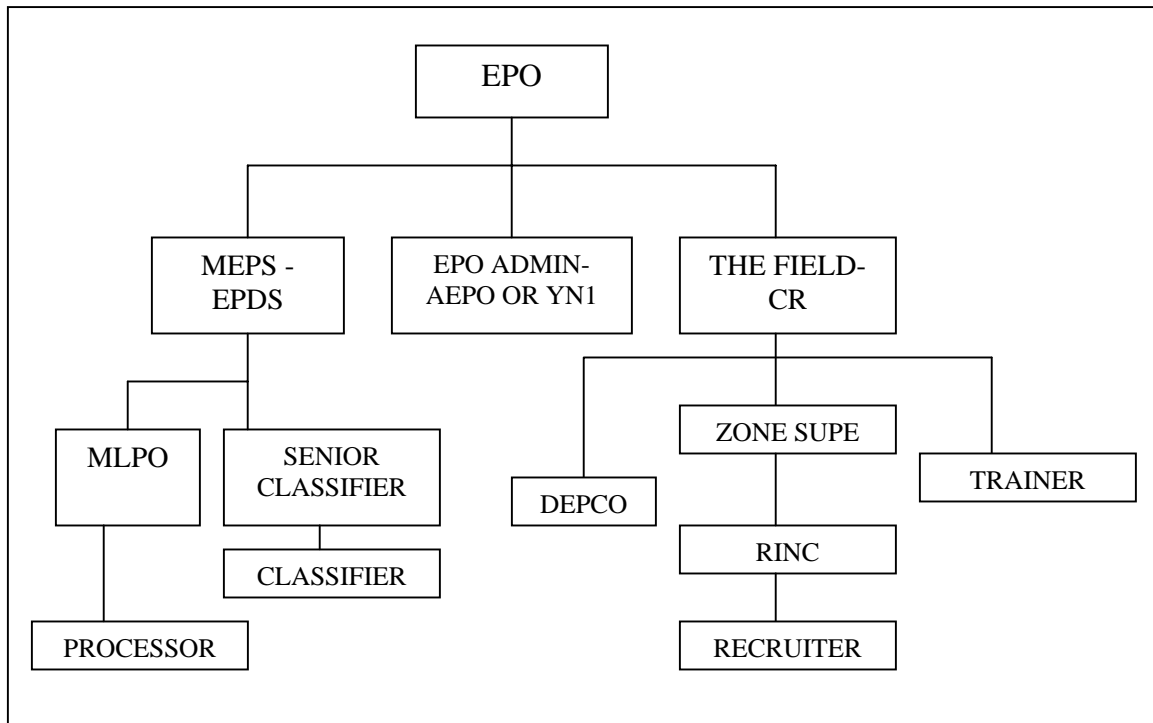 EPO
MEPS -
EPDS
EPO ADMIN-
AEPO OR YN1
THE FIELD-
CR
MLPO
SENIOR
CLASSIFIER
ZONE SUPE
DEPCO
TRAINER
CLASSIFIER
RINC
PROCESSOR
RECRUITER